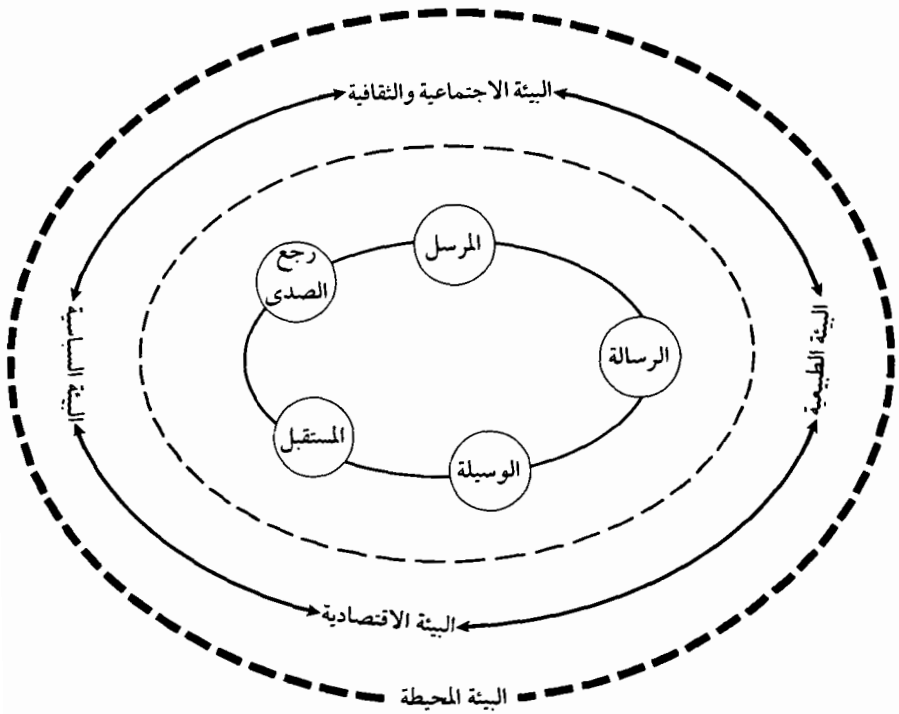 البيئة الاجتماعية والثقافية
المرسل
رجع
الصدى
البيئة الطبيعية
البيئة السياسية
الرسالة
المستقبل
الوسيلة
البيئة الاقتصادية
البيئة المحيطة